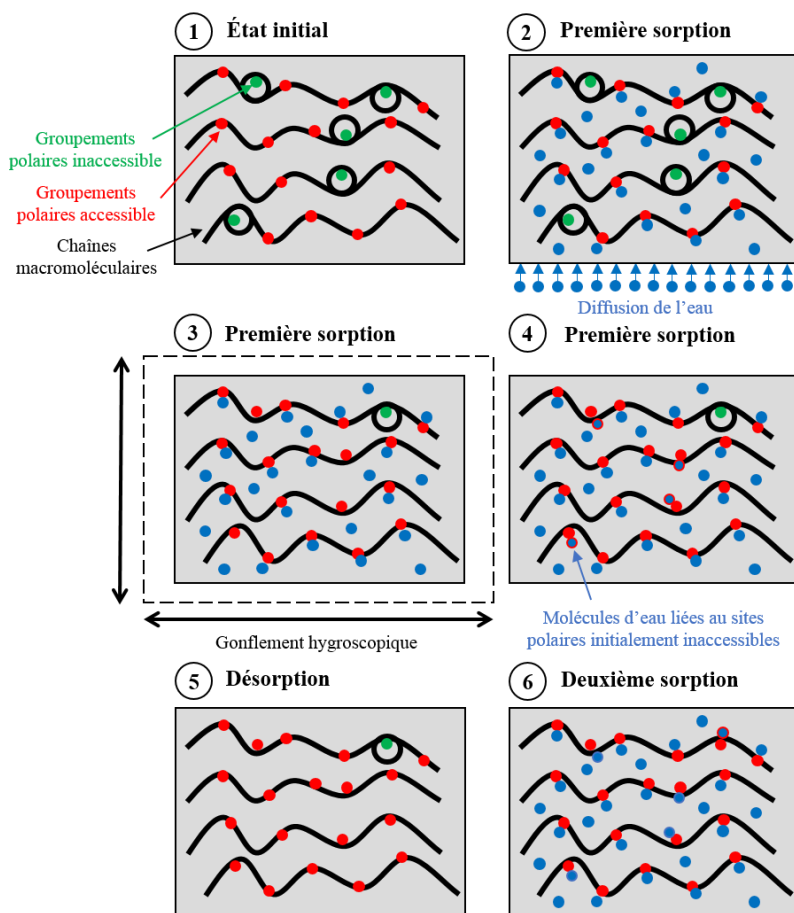 1 État initial
2 Première sorption
Groupements
polaires inaccessible
Groupements
polaires accessible
Chaînes
macromoléculaires
Diffusion de l'eau
3 Première sorption
4 Première sorption
Gonflement hygroscopique
Molécules d'eau liées au sites
polaires initialement inaccessibles
5 Désorption
6 Deuxième sorption